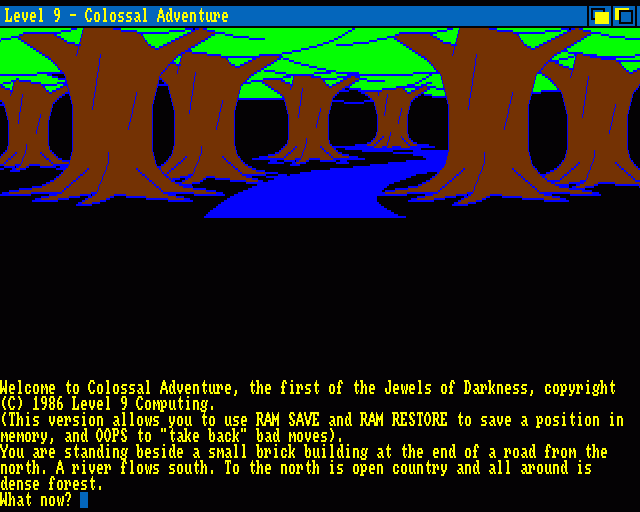 Level 9 - Colossal Adventure
Welcome to Colossal Adventure, the first of the Jewels of Darkness, copyright
(C) 1986 Level 9 Computing.
(This version allows you to use RAM SAVE and RAM RESTORE to save a position in
memory, and OOPS to "take back" bad moves).
You are standing beside a small brick building at the end of a road from the
north. A river flows south. To the north is open country and all around is
dense forest.
What now?